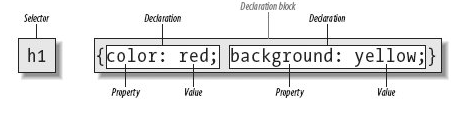 Declaration block
Selector Declaration Declaration
h1 {color: red; background: yellow;}
Property Value Property Value